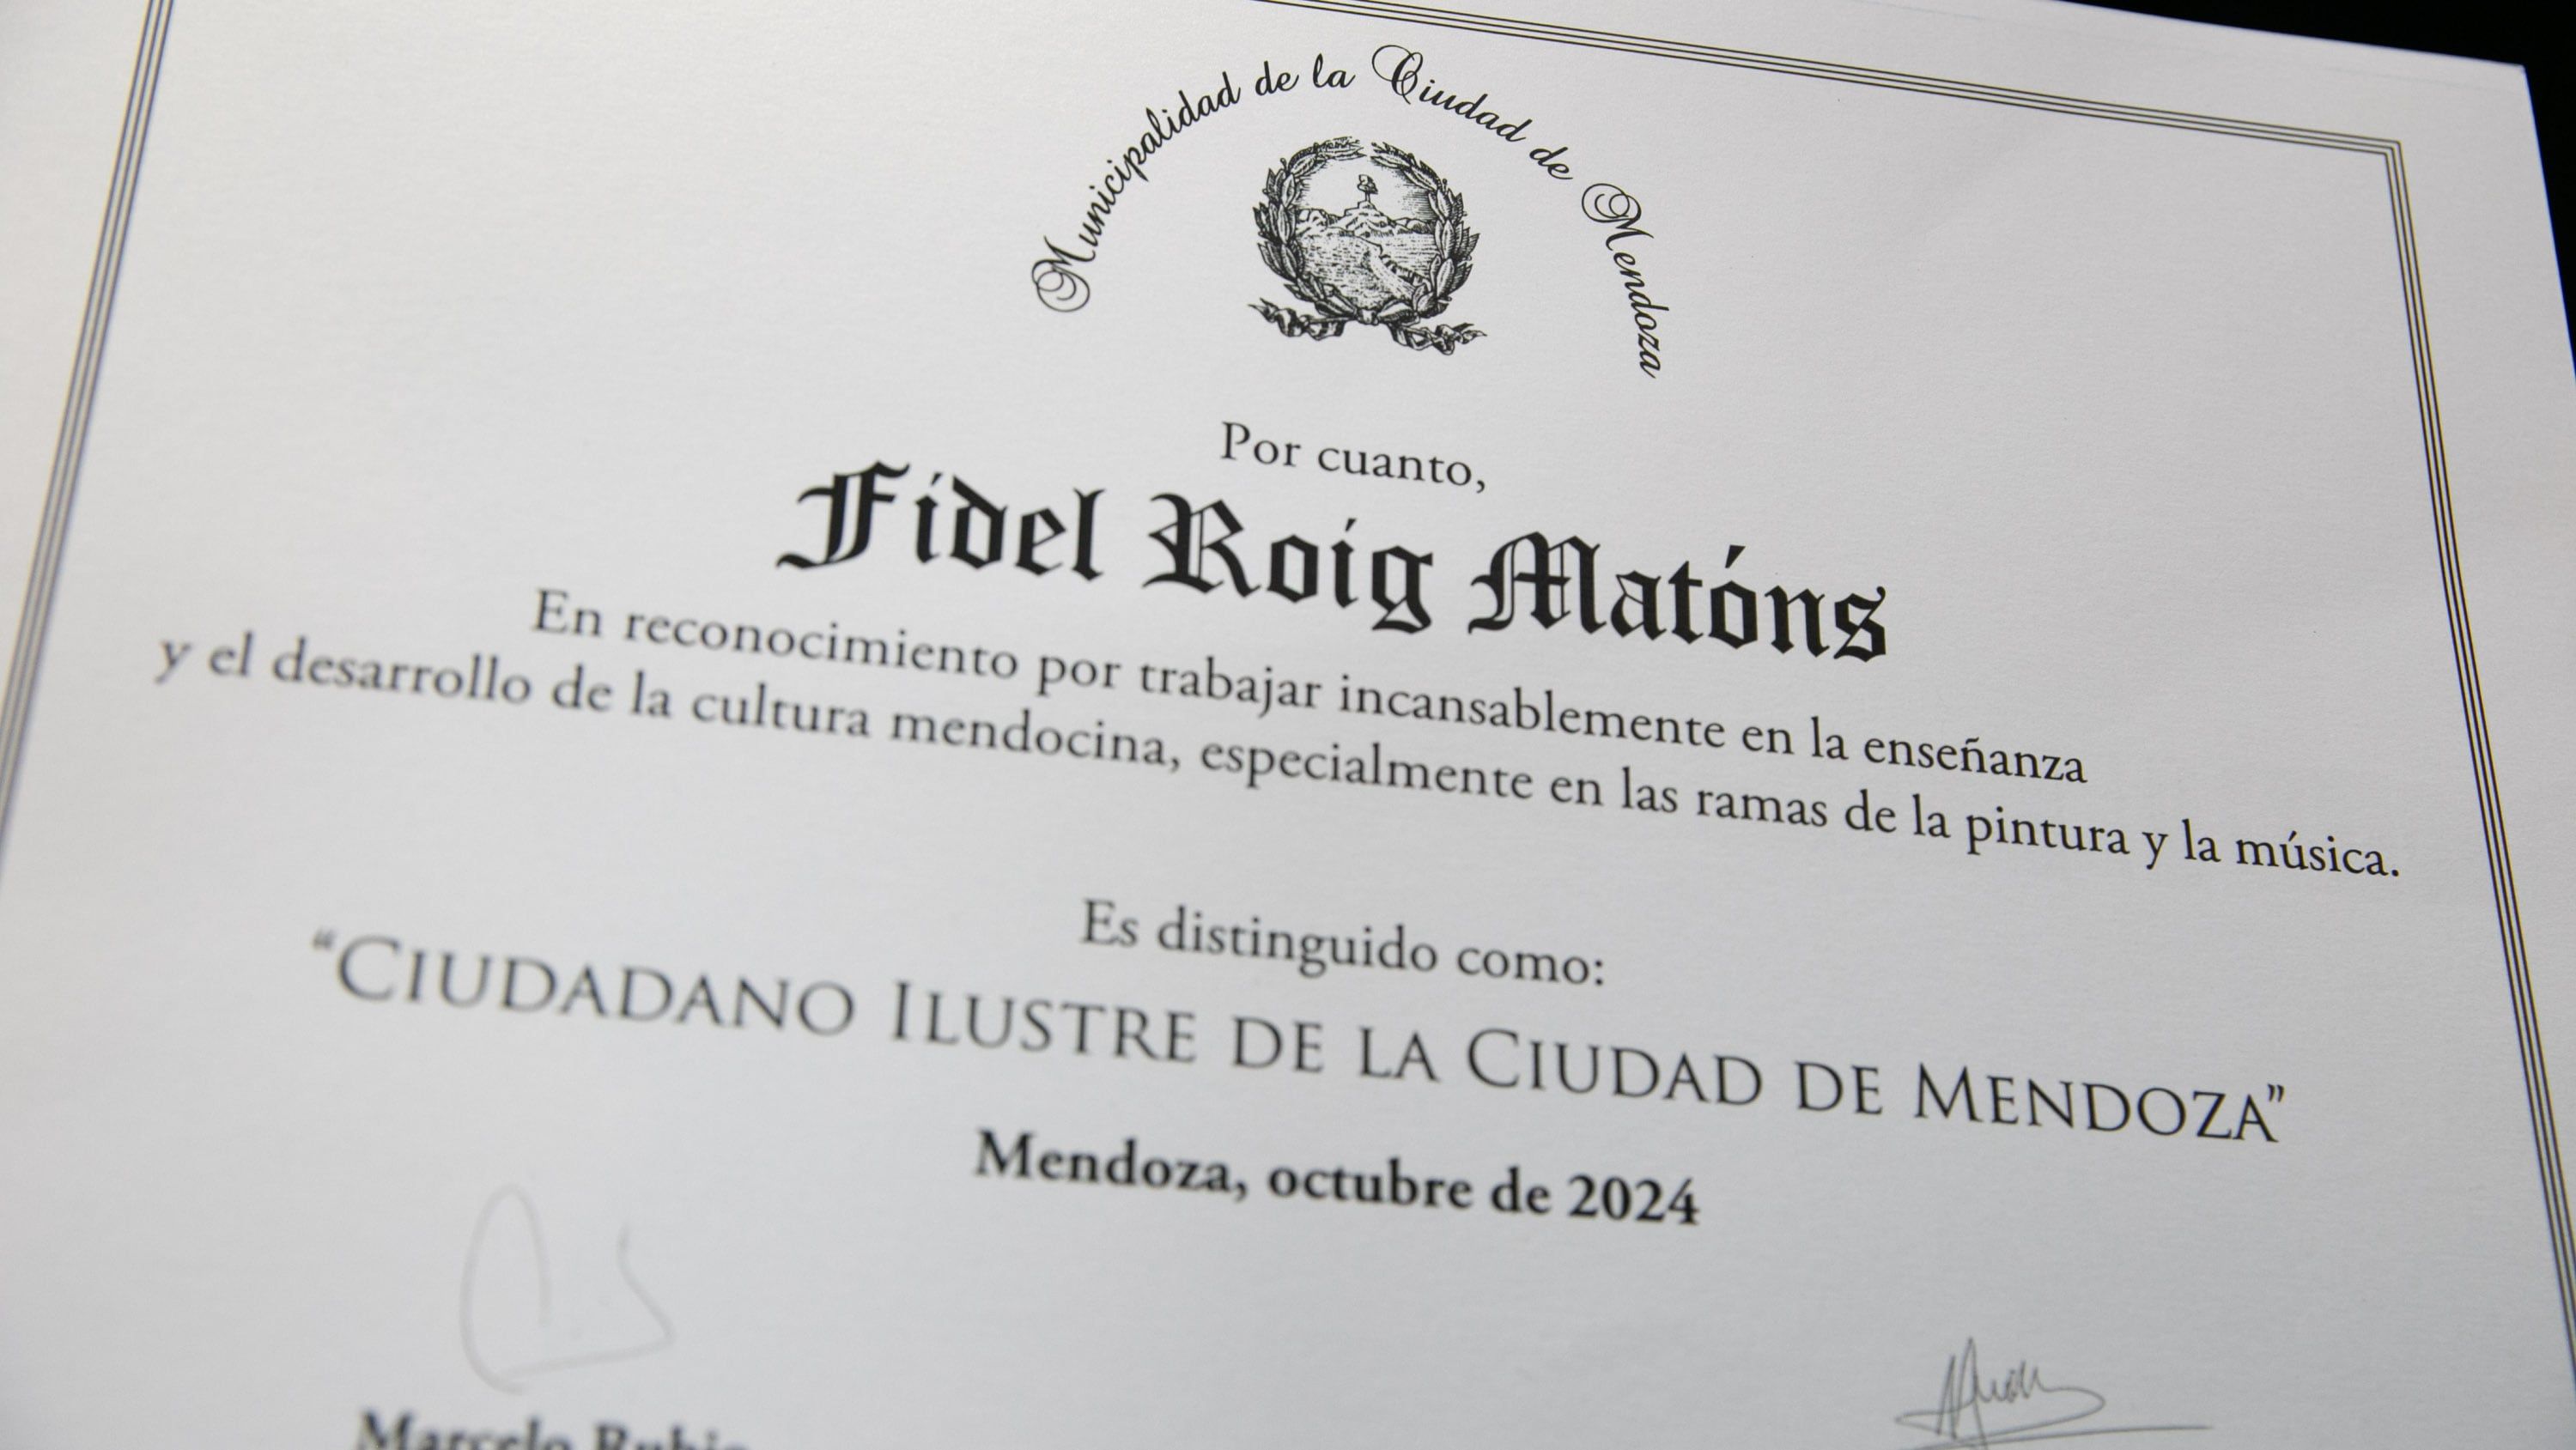 Municipalidad de la Ciudad de Mendoza
Por cuanto,
Fidel Roig Matóns
En reconocimiento por trabajar incansablemente en la enseñanza
y el desarrollo de la cultura mendocina, especialmente en las ramas de la pintura y la música.
Es distinguido como:
“CIUDADANO ILUSTRE DE LA CIUDAD DE MENDOZA”
Mendoza, octubre de 2024
Marcelo Rubio